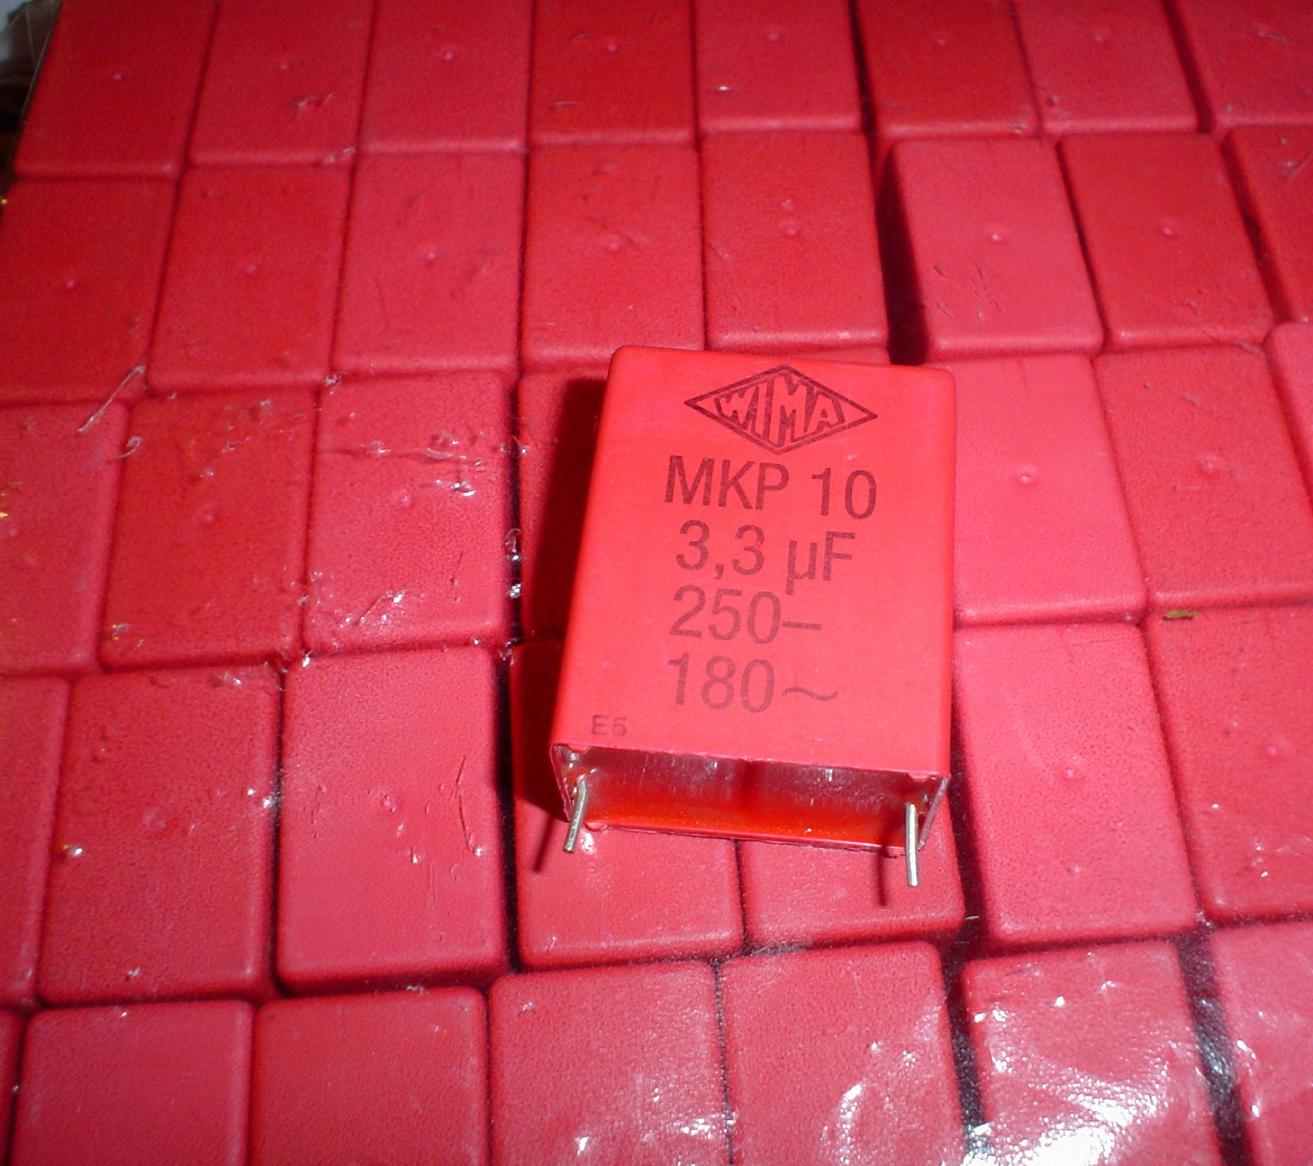 WIMA
MKP 10
3,3 µF
250–
180~
E5